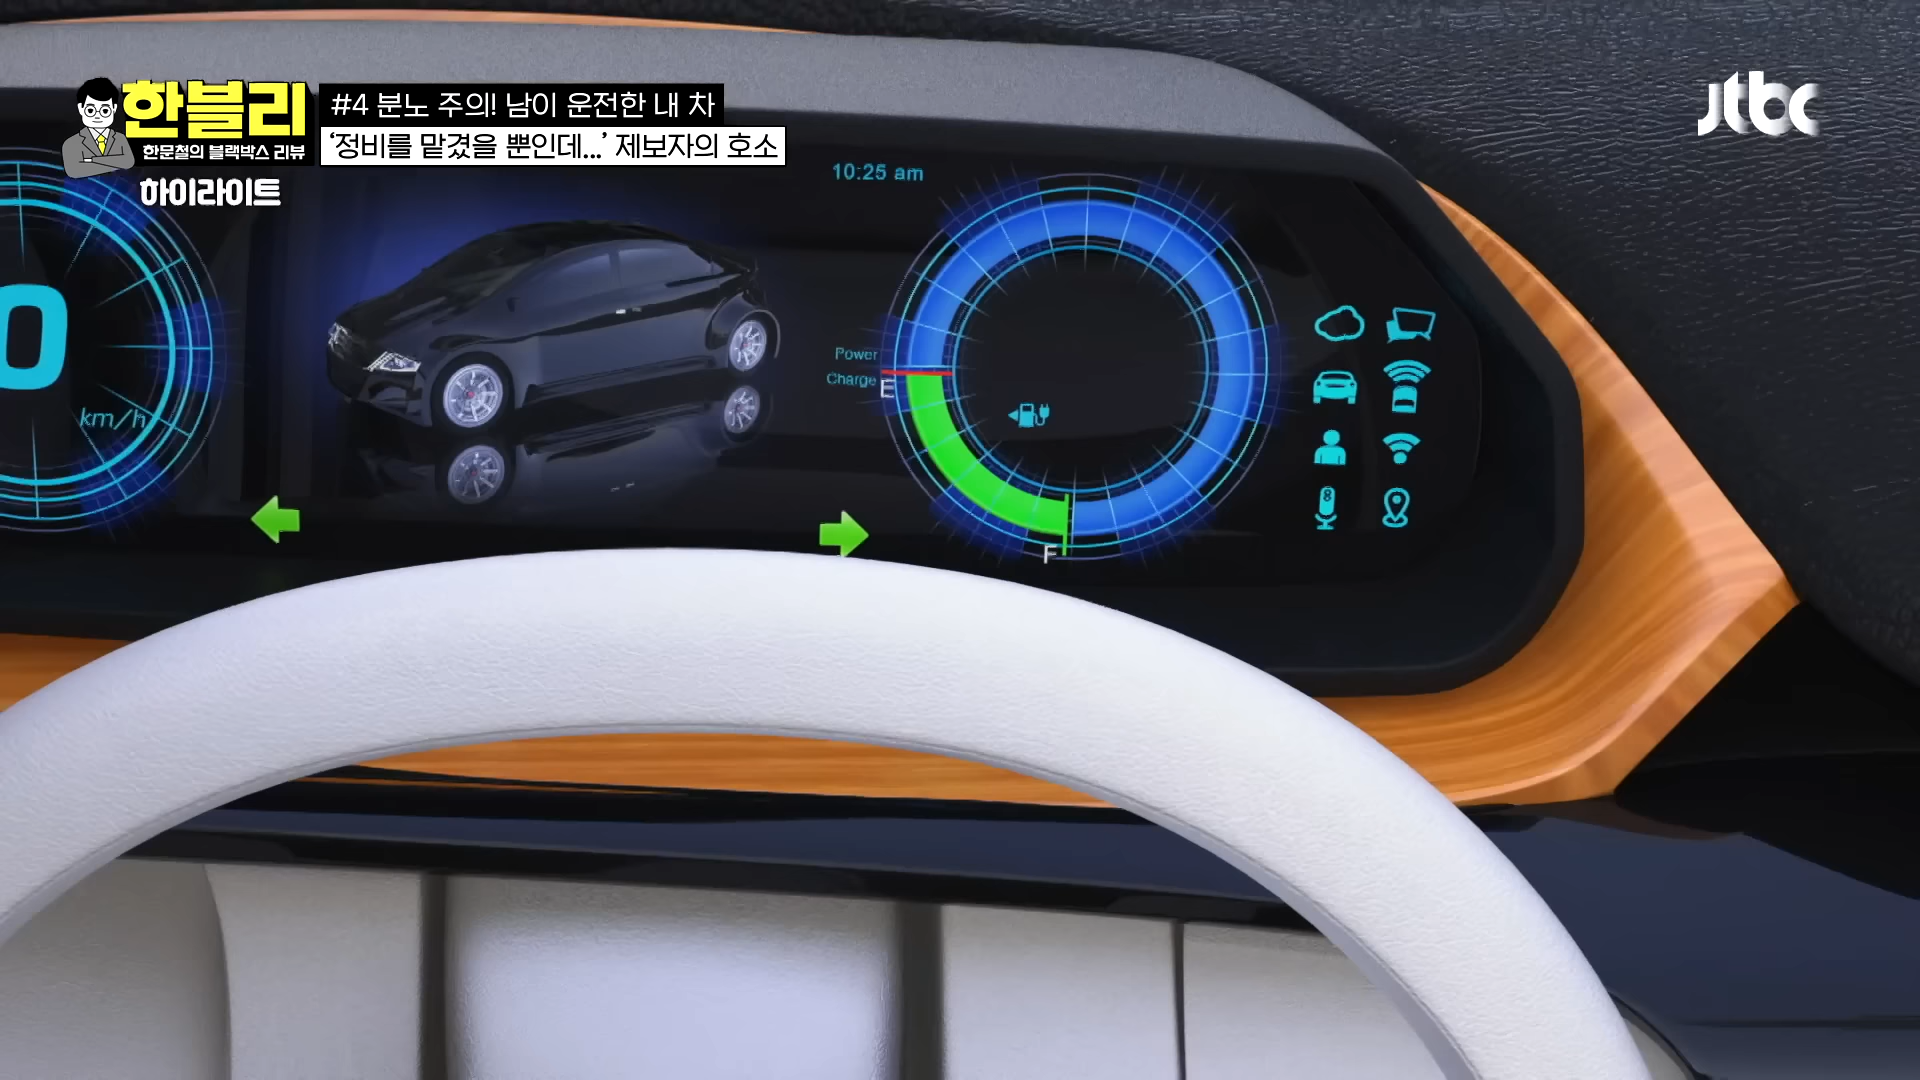 한블리
한문철의 블랙박스 리뷰
하이라이트
#4 분노 주의! 남이 운전한 내 차
‘정비를 맡겼을 뿐인데...’ 제보자의 호소
jtbc
10:25 am
0
km/h
Power
Charge
E
F
8